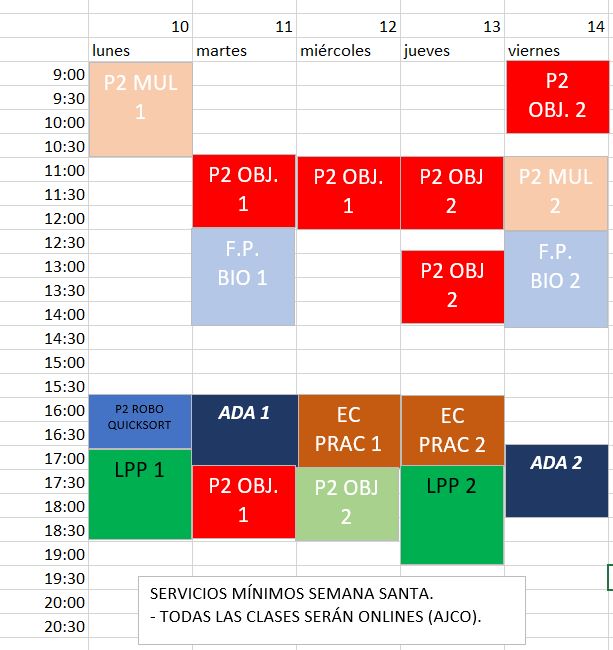 10 11 12 13 14
lunes martes miércoles jueves viernes
9:00
9:30
10:00
10:30
11:00
11:30
12:00
12:30
13:00
13:30
14:00
14:30
15:00
15:30
16:00
16:30
17:00
17:30
18:00
18:30
19:00
19:30
20:00
20:30
P2 MUL
1
P2 ROBO
QUICKSORT
LPP 1
P2 OBJ.
1
F.P.
BIO 1
ADA 1
P2 OBJ.
1
P2 OBJ.
1
EC
PRAC 1
P2 OBJ
2
P2 OBJ
2
P2 OBJ
2
EC
PRAC 2
LPP 2
P2
OBJ. 2
P2 MUL
2
F.P.
BIO 2
ADA 2
SERVICIOS MÍNIMOS SEMANA SANTA.
- TODAS LAS CLASES SERÁN ONLINES (AJCO).